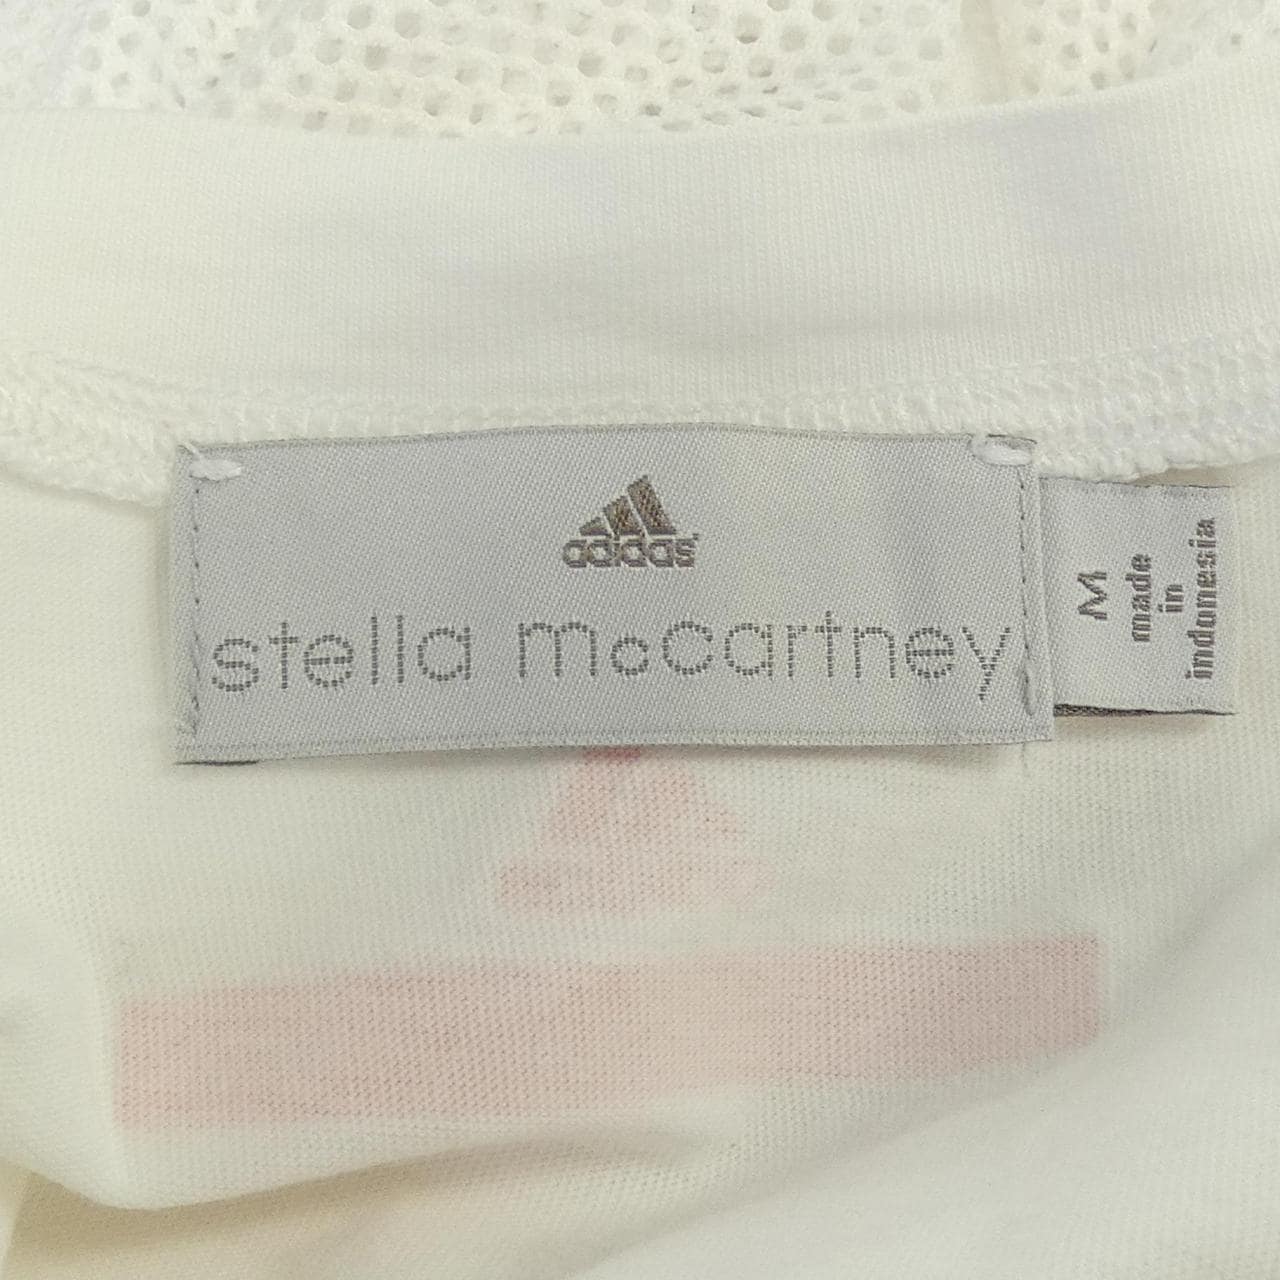 adidas
stella mcCartney
M
made
in
indonesia